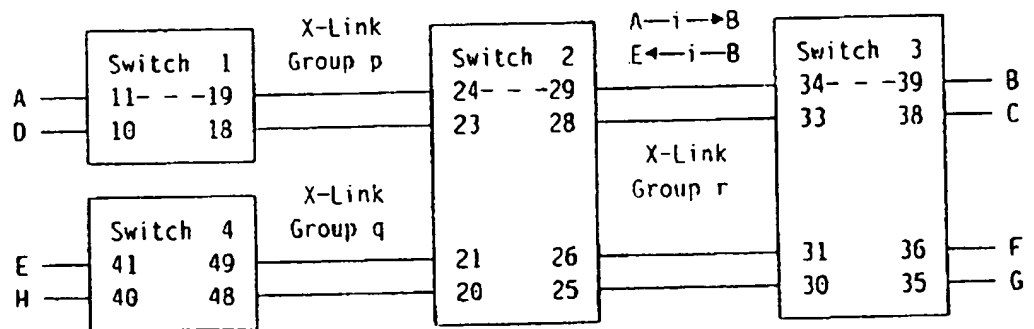 X-Link
Group p
A—i—►B
E◄—i—B
Switch 1
11- - -19
10 18
A
D
Switch 2
24- - -29
23 28
21 26
20 25
Switch 3
34- - -39
33 38
31 36
30 35
B
C
X-Link
Group r
X-Link
Group q
Switch 4
41 49
40 48
E
H
F
G